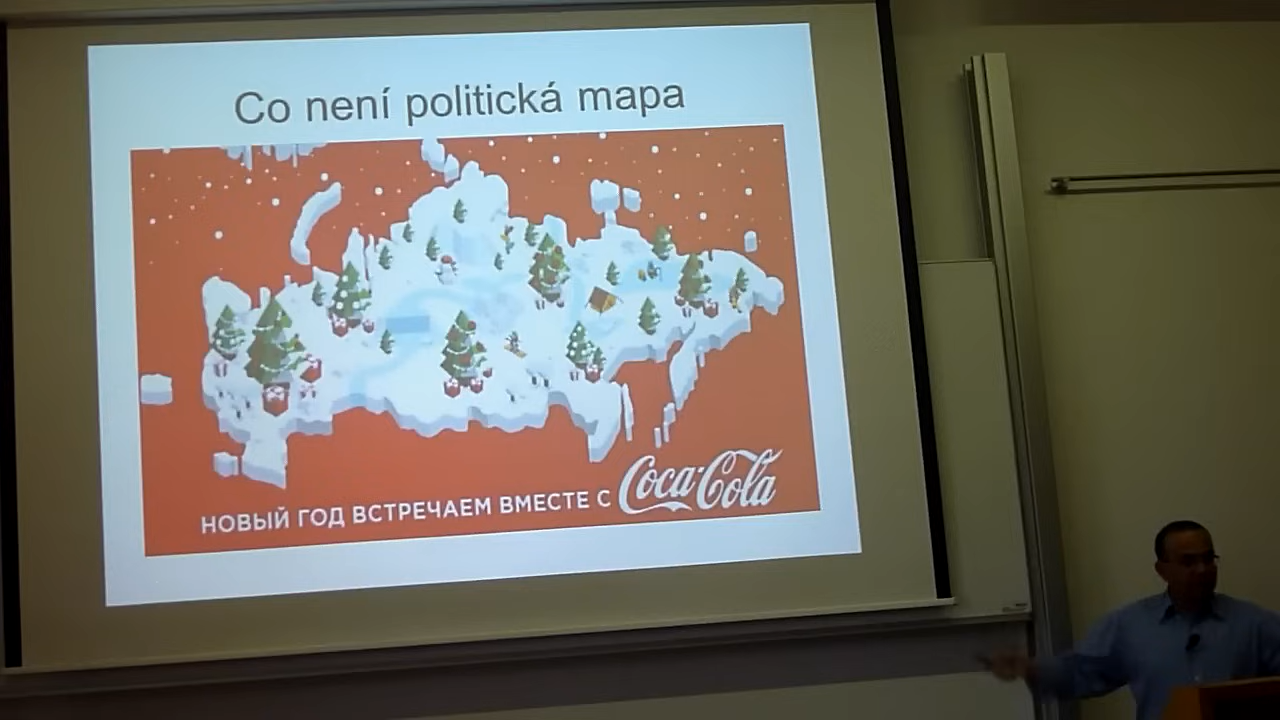 Co není politická mapa
НОВЫЙ ГОД ВСТРЕЧАЕМ ВМЕСТЕ С Coca-Cola